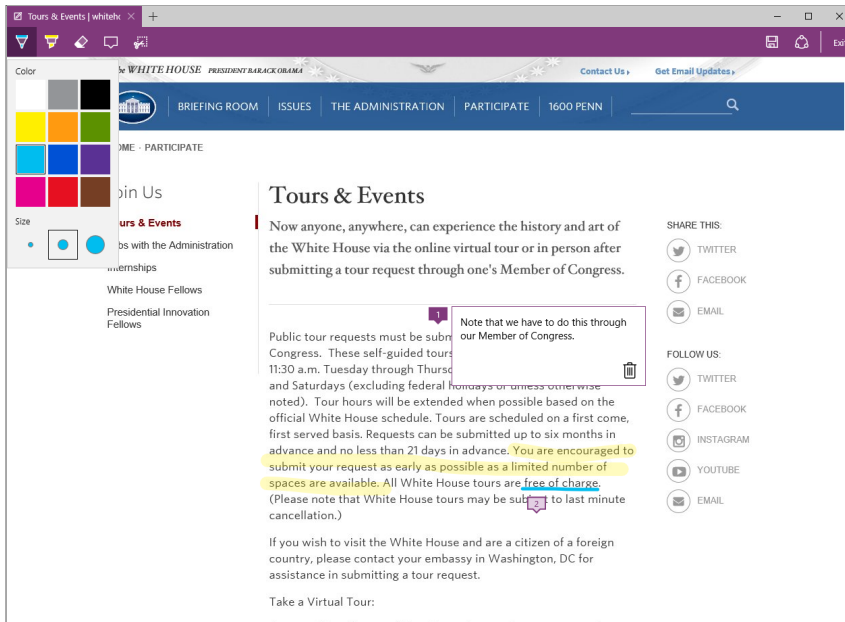 Tours & Events | whiteh
Exi
Color
Size
the WHITE HOUSE PRESIDENT BARACK OBAMA
Contact Us
Get Email Updates
BRIEFING ROOM
ISSUES
THE ADMINISTRATION
PARTICIPATE
1600 PENN
OME · PARTICIPATE
oin Us
urs & Events
bs with the Administration
Internships
White House Fellows
Presidential Innovation
Fellows
Tours & Events
Now anyone, anywhere, can experience the history and art of
the White House via the online virtual tour or in person after
submitting a tour request through one's Member of Congress.
1
Note that we have to do this through
our Member of Congress.
Public tour requests must be subm
Congress. These self-guided tours
11:30 a.m. Tuesday through Thursd
and Saturdays (excluding federal holidays or unless otherwise
noted). Tour hours will be extended when possible based on the
official White House schedule. Tours are scheduled on a first come,
first served basis. Requests can be submitted up to six months in
advance and no less than 21 days in advance. You are encouraged to
submit your request as early as possible as a limited number of
spaces are available. All White House tours are free of charge.
(Please note that White House tours may be subject to last minute
2
cancellation.)
If you wish to visit the White House and are a citizen of a foreign
country, please contact your embassy in Washington, DC for
assistance in submitting a tour request.
Take a Virtual Tour:
SHARE THIS:
TWITTER
FACEBOOK
EMAIL
FOLLOW US:
TWITTER
FACEBOOK
INSTAGRAM
YOUTUBE
EMAIL